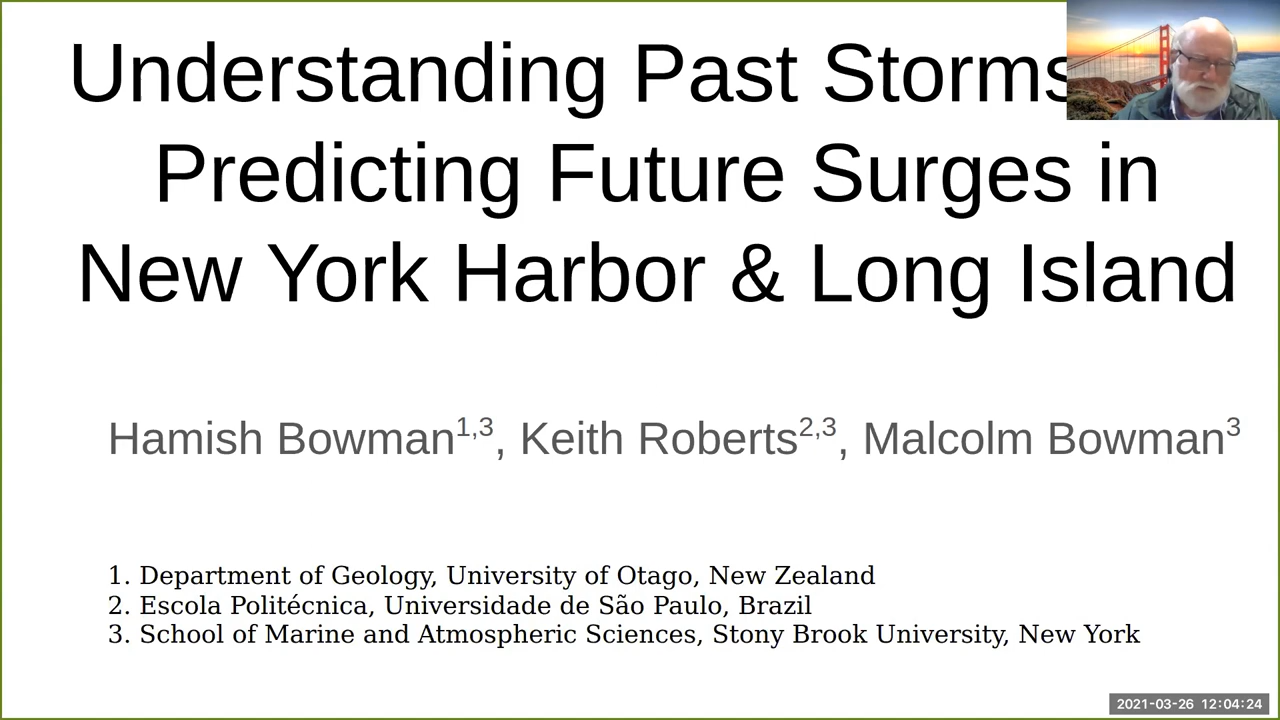 Understanding Past Storms
Predicting Future Surges in
New York Harbor & Long Island
Hamish Bowman1,3, Keith Roberts2,3, Malcolm Bowman3
1. Department of Geology, University of Otago, New Zealand
2. Escola Politécnica, Universidade de São Paulo, Brazil
3. School of Marine and Atmospheric Sciences, Stony Brook University, New York
2021-03-26 12:04:24